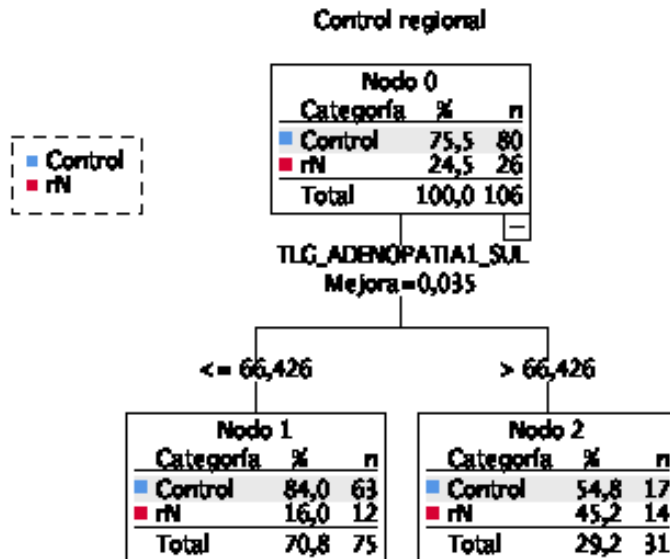 Control regional
Control
rN
Nodo 0
Categoría % n
Control 75,5 80
rN 24,5 26
Total 100,0 106
TLG_ADENOPATIA1_SUL
Mejora=0,035
<= 66,426
> 66,426
Nodo 1
Categoría % n
Control 84,0 63
rN 16,0 12
Total 70,8 75
Nodo 2
Categoría % n
Control 54,8 17
rN 45,2 14
Total 29,2 31